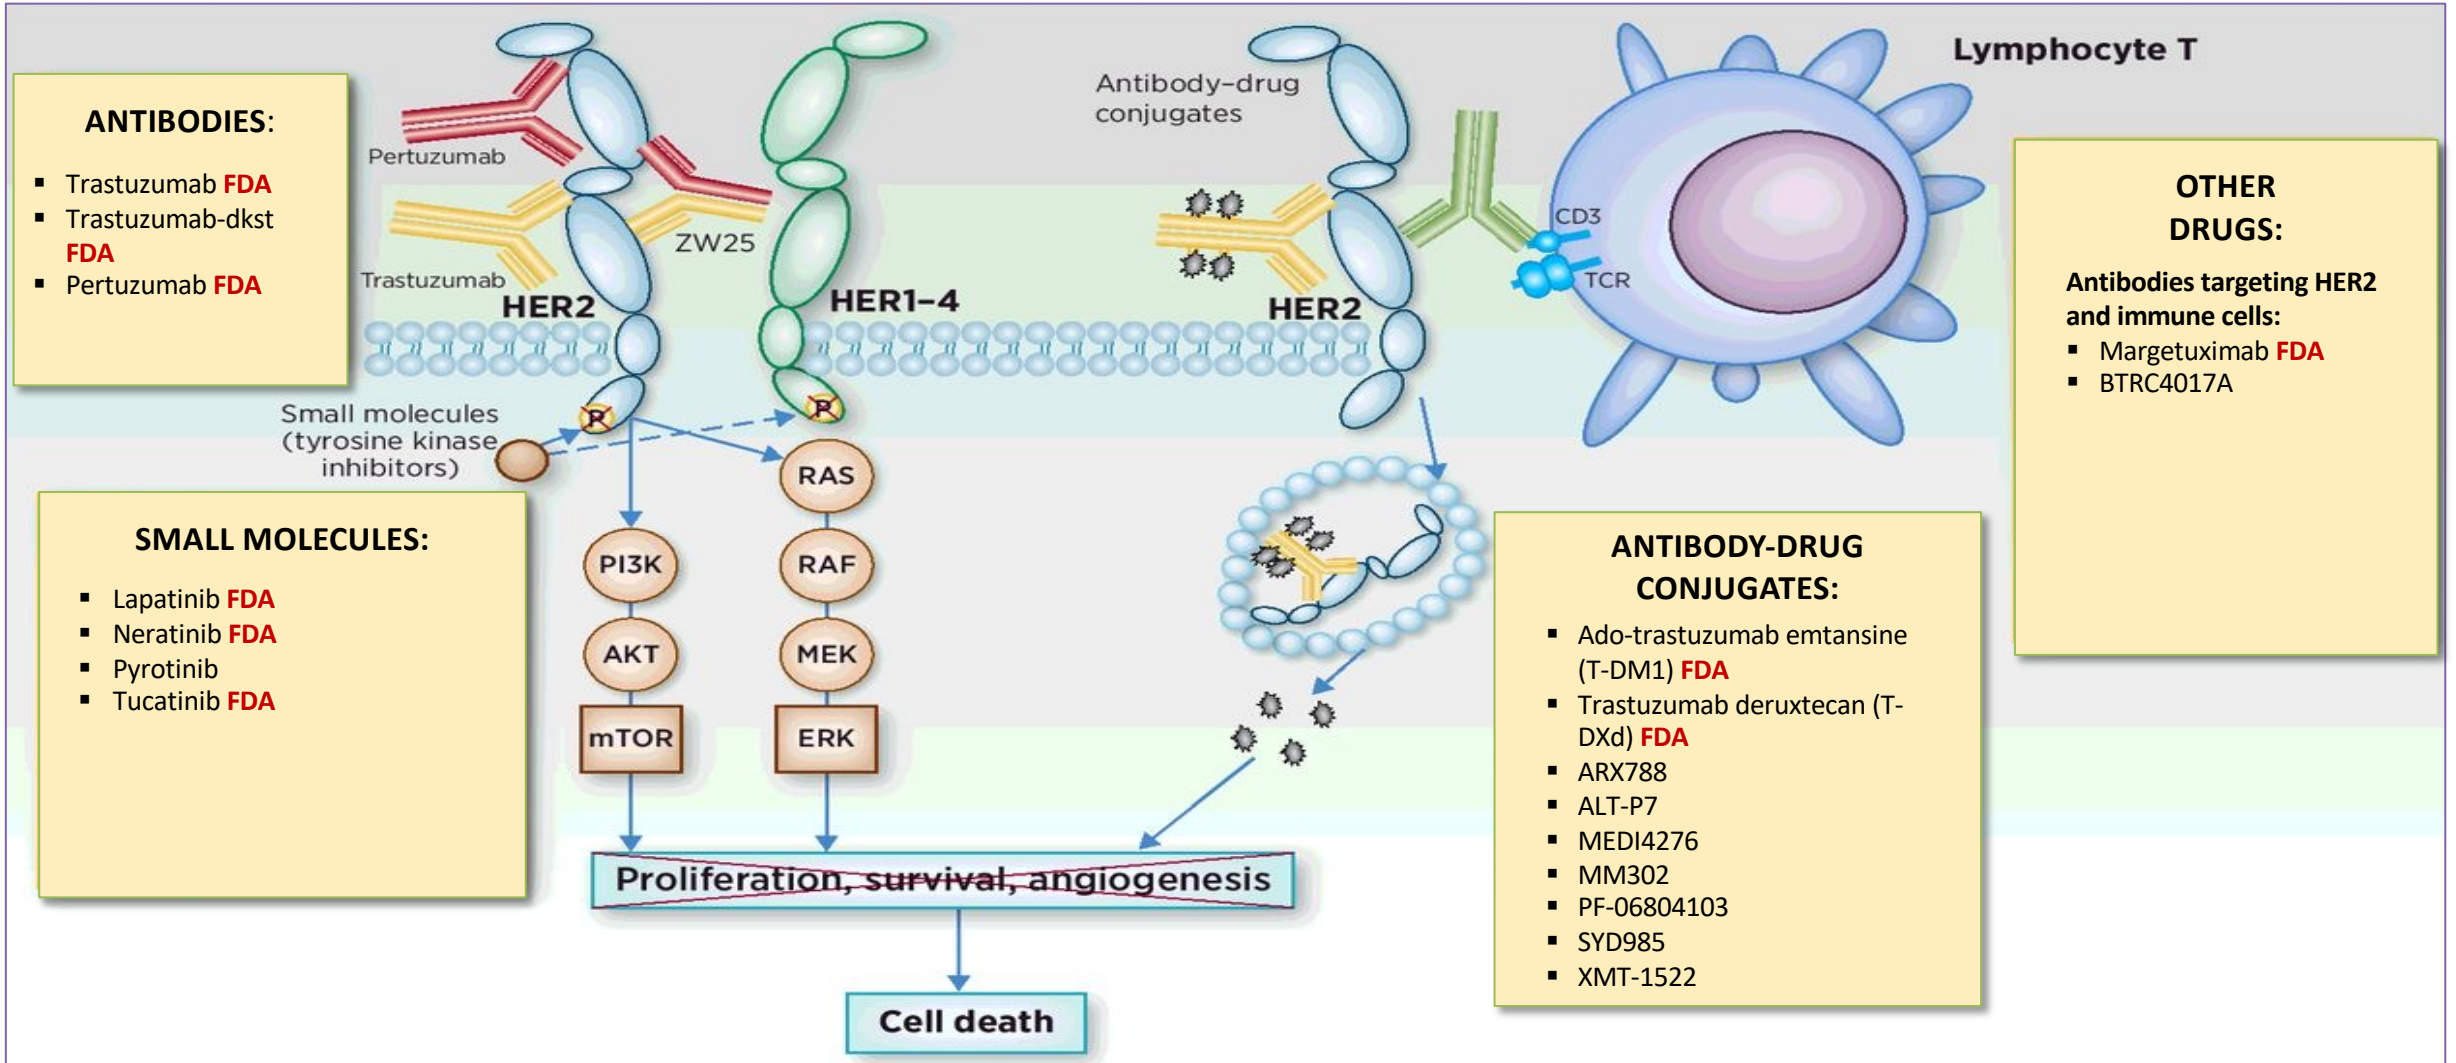 ANTIBODIES:
▪ Trastuzumab FDA
▪ Trastuzumab-dkst
FDA
▪ Pertuzumab FDA
Pertuzumab
Trastuzumab
ZW25
HER2
HER1–4
Antibody–drug
conjugates
HER2
Lymphocyte T
CD3
TCR
OTHER
DRUGS:
Antibodies targeting HER2
and immune cells:
▪ Margetuximab FDA
▪ BTRC4017A
Small molecules
(tyrosine kinase
inhibitors)
P
P
SMALL MOLECULES:
▪ Lapatinib FDA
▪ Neratinib FDA
▪ Pyrotinib
▪ Tucatinib FDA
PI3K
AKT
mTOR
RAS
RAF
MEK
ERK
ANTIBODY-DRUG
CONJUGATES:
▪ Ado-trastuzumab emtansine
(T-DM1) FDA
▪ Trastuzumab deruxtecan (T-
DXd) FDA
▪ ARX788
▪ ALT-P7
▪ MEDI4276
▪ MM302
▪ PF-06804103
▪ SYD985
▪ XMT-1522
Proliferation, survival, angiogenesis
Cell death